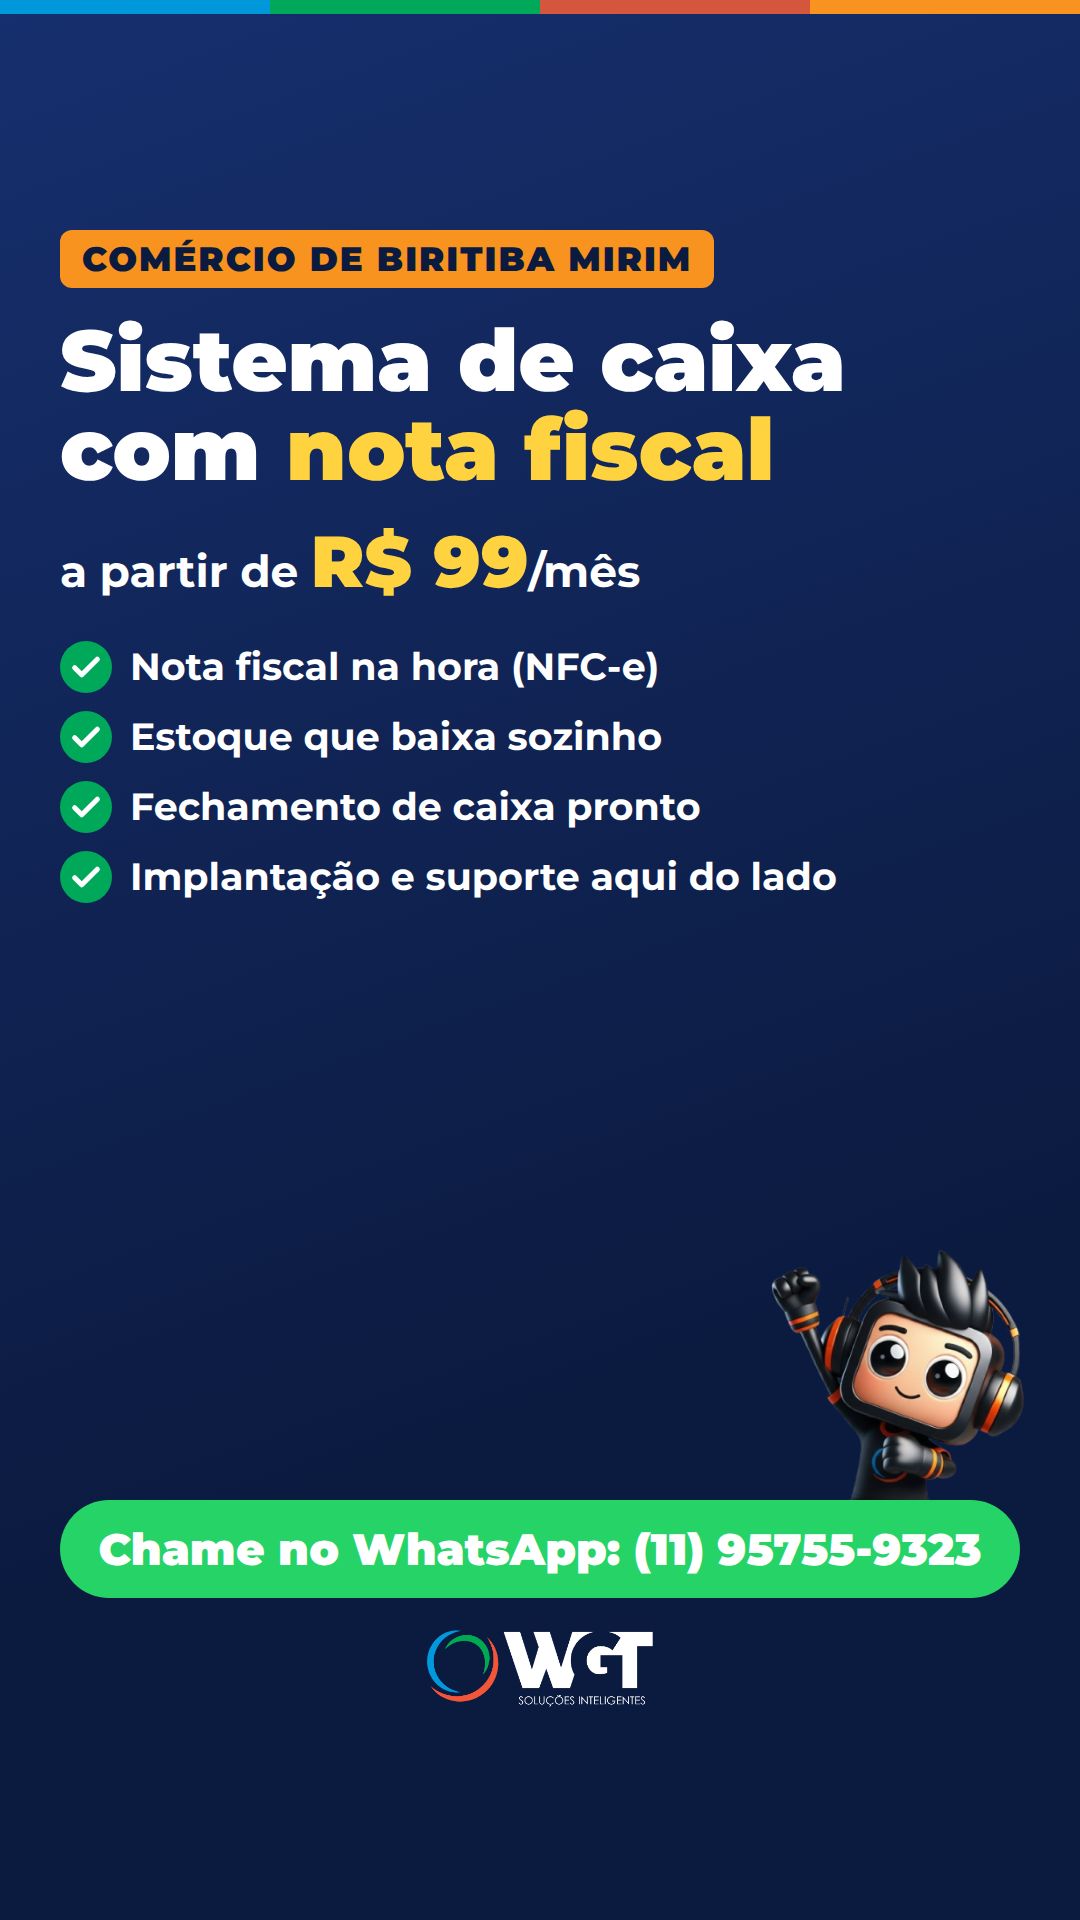 COMÉRCIO DE BIRITIBA MIRIM
Sistema de caixa
com nota fiscal
a partir de R$ 99/mês
Nota fiscal na hora (NFC-e)
Estoque que baixa sozinho
Fechamento de caixa pronto
Implantação e suporte aqui do lado
Chame no WhatsApp: (11) 95755-9323
WGT
SOLUÇÕES INTELIGENTES